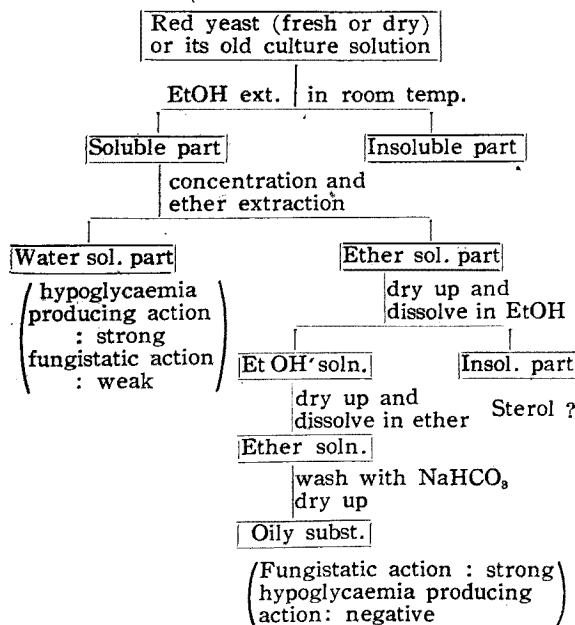 Red yeast (fresh or dry)
or its old culture solution
EtOH ext. in room temp.
Soluble part
Insoluble part
concentration and
ether extraction
Water sol. part
(hypoglycaemia
producing action
: strong
fungistatic action
: weak)
Ether sol. part
dry up and
dissolve in EtOH
EtOH soln.
Insol. part
Sterol ?
dry up and
dissolve in ether
Ether soln.
wash with NaHCO₃
dry up
Oily subst.
(Fungistatic action : strong
hypoglycaemia producing
action: negative)